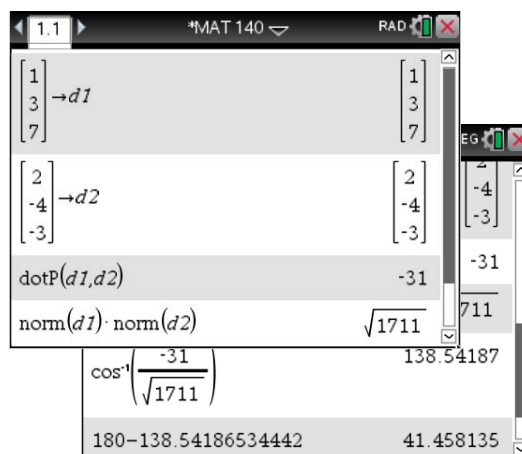 1.1 *MAT 140 RAD
[1 3 7]→d1 [1 3 7]
[2 -4 -3]→d2 [2 -4 -3]
dotP(d1,d2) -31
norm(d1)·norm(d2) √1711
EG
2
-4
-3]
-31
711
cos⁻¹(-31/√1711) 138.54187
180−138.54186534442 41.458135